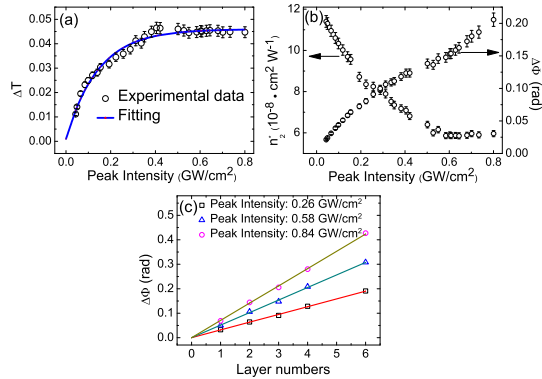 (a)
0.05
0.04
0.03
0.02
0.01
0.00
ΔT
Experimental data
Fitting
0.0 0.2 0.4 0.6 0.8
Peak Intensity (GW/cm²)
(b)
12
10
8
6
n₂ (10⁻⁸ • cm² W⁻¹)
0.20
0.15
0.10
0.05
0.00
ΔΦ (rad)
0.0 0.2 0.4 0.6 0.8
Peak Intensity (GW/cm²)
(c)
Peak Intensity: 0.26 GW/cm²
Peak Intensity: 0.58 GW/cm²
Peak Intensity: 0.84 GW/cm²
0.5
0.4
0.3
0.2
0.1
0.0
ΔΦ (rad)
0 1 2 3 4 5 6
Layer numbers